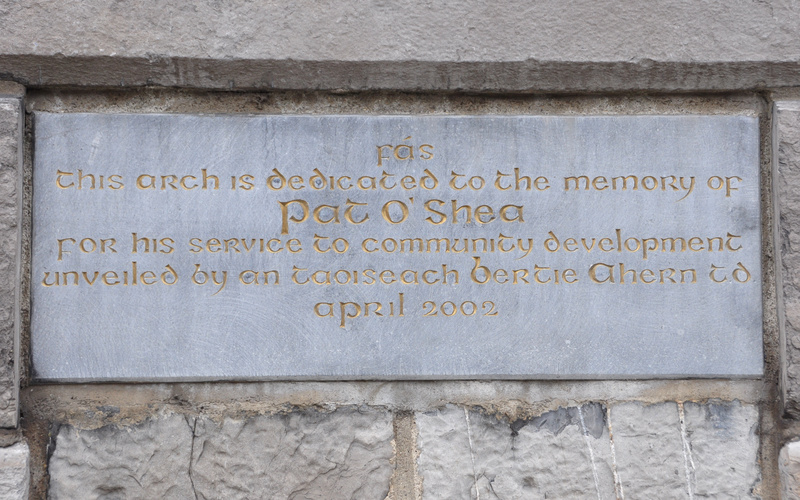 fás
this arch is dedicated to the memory of
Pat O'Shea
for his service to community development
unveiled by an taoiseach Bertie Ahern td
april 2002